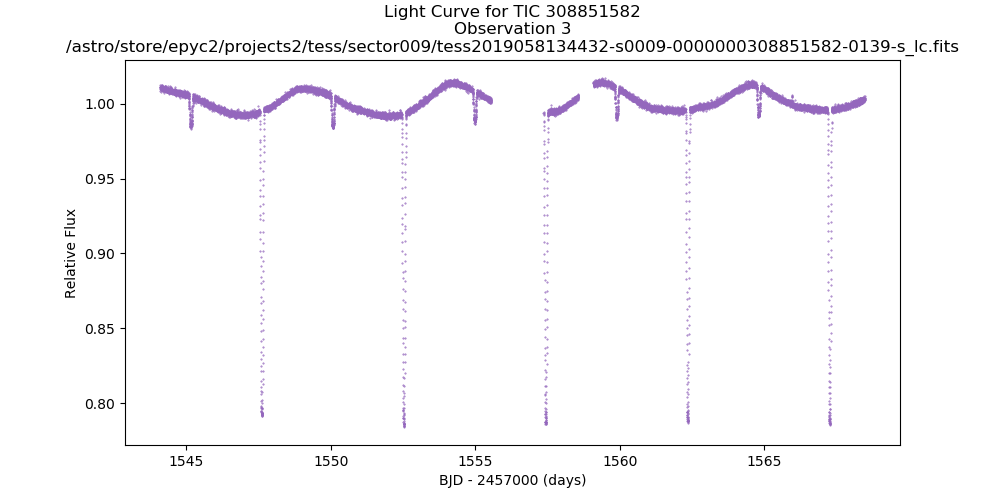 Light Curve for TIC 308851582
Observation 3
/astro/store/epyc2/projects2/tess/sector009/tess2019058134432-s0009-0000000308851582-0139-s_lc.fits
Relative Flux
1.00
0.95
0.90
0.85
0.80
1545 1550 1555 1560 1565
BJD - 2457000 (days)